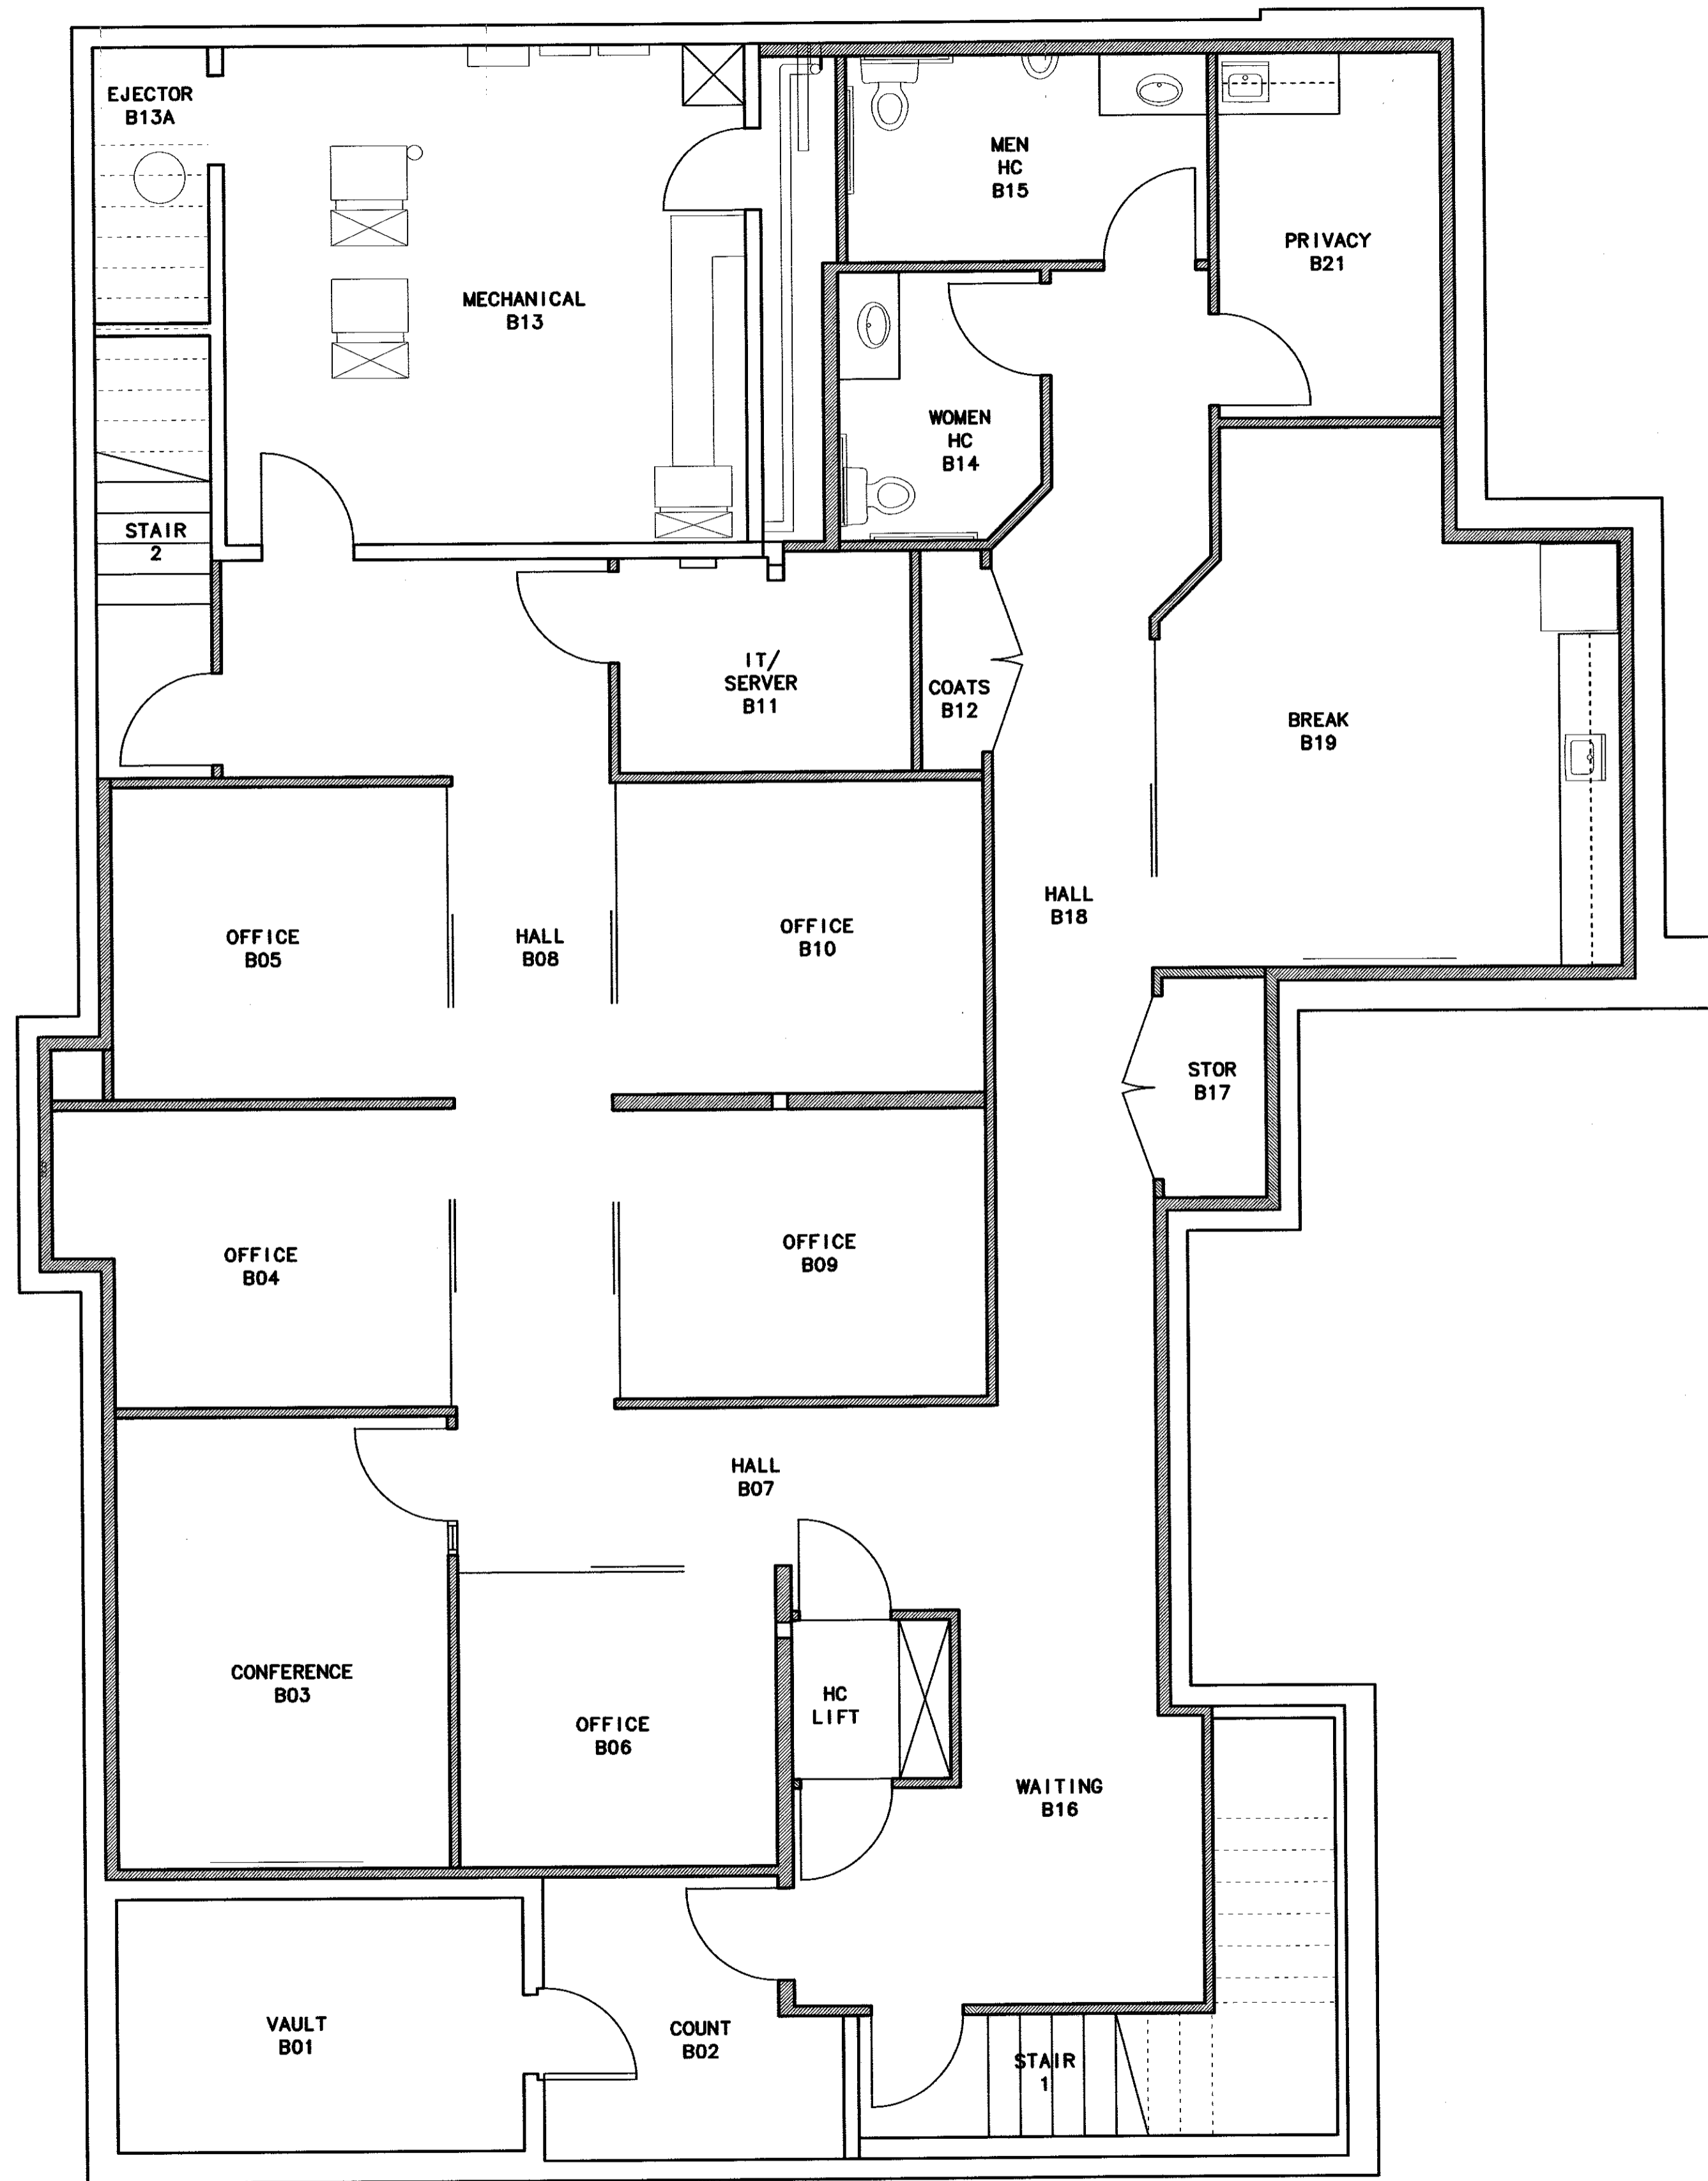 EJECTOR
B13A
MEN
HC
B15
PRIVACY
B21
MECHANICAL
B13
WOMEN
HC
B14
STAIR
2
IT/
SERVER
B11
COATS
B12
BREAK
B19
HALL
B18
OFFICE
B05
HALL
B08
OFFICE
B10
STOR
B17
OFFICE
B04
OFFICE
B09
HALL
B07
CONFERENCE
B03
OFFICE
B06
HC
LIFT
WAITING
B16
VAULT
B01
COUNT
B02
STAIR
1